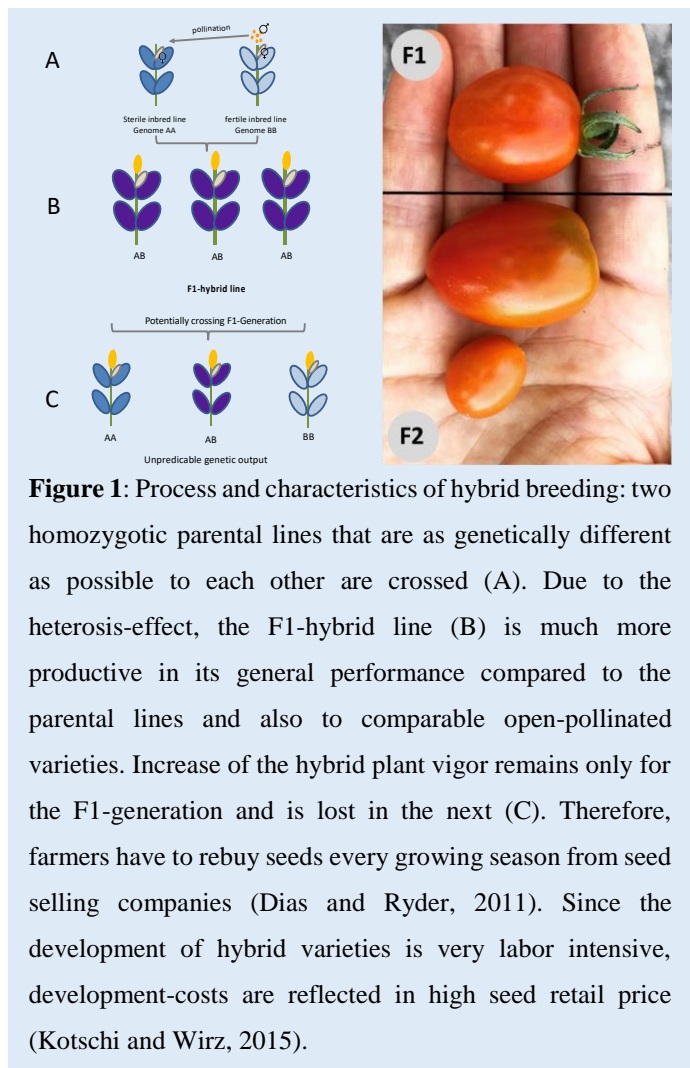 pollination
♂
A
♀
♀
Sterile inbred line
Genome AA
fertile inbred line
Genome BB
B
AB
AB
AB
F1-hybrid line
Potentially crossing F1-Generation
C
AA
AB
BB
Unpredicable genetic output
F1
F2
Figure 1: Process and characteristics of hybrid breeding: two
homozygotic parental lines that are as genetically different
as possible to each other are crossed (A). Due to the
heterosis-effect, the F1-hybrid line (B) is much more
productive in its general performance compared to the
parental lines and also to comparable open-pollinated
varieties. Increase of the hybrid plant vigor remains only for
the F1-generation and is lost in the next (C). Therefore,
farmers have to rebuy seeds every growing season from seed
selling companies (Dias and Ryder, 2011). Since the
development of hybrid varieties is very labor intensive,
development-costs are reflected in high seed retail price
(Kotschi and Wirz, 2015).